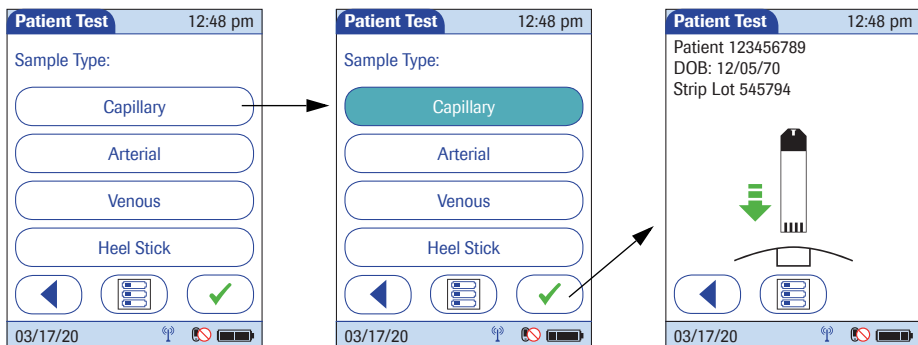 Patient Test 12:48 pm
Sample Type:
Capillary
Arterial
Venous
Heel Stick
03/17/20
Patient Test 12:48 pm
Sample Type:
Capillary
Arterial
Venous
Heel Stick
03/17/20
Patient Test 12:48 pm
Patient 123456789
DOB: 12/05/70
Strip Lot 545794
03/17/20